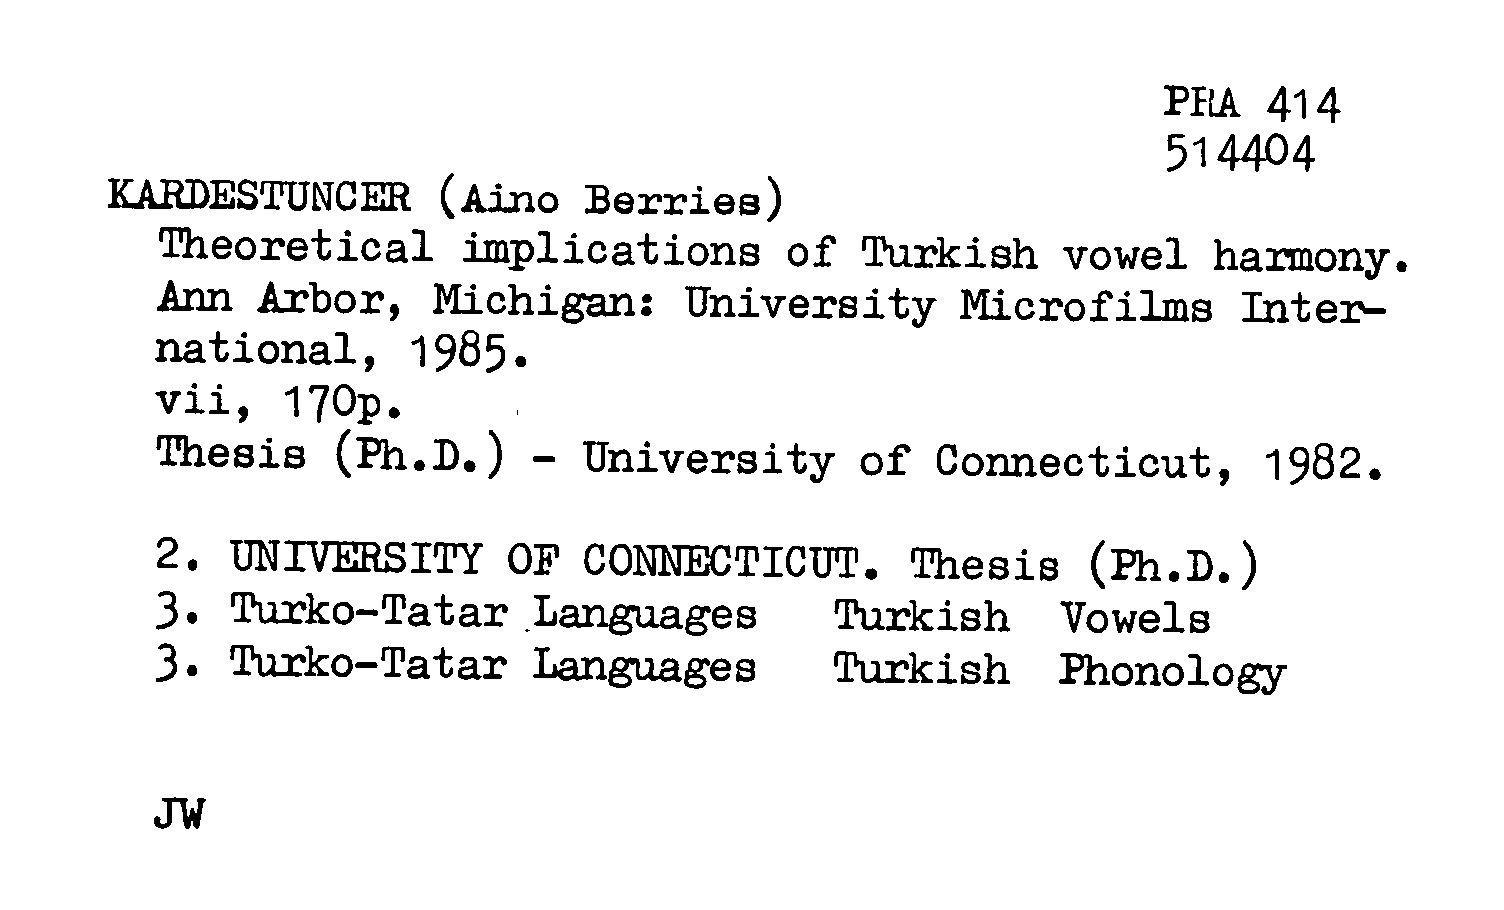 PHA 414
514404
KARDESTUNCER (Aino Berries)
Theoretical implications of Turkish vowel harmony.
Ann Arbor, Michigan: University Microfilms Inter-
national, 1985.
vii, 170p.
Thesis (Ph.D.) - University of Connecticut, 1982.
2. UNIVERSITY OF CONNECTICUT. Thesis (Ph.D.)
3. Turko-Tatar Languages Turkish Vowels
3. Turko-Tatar Languages Turkish Phonology
JW